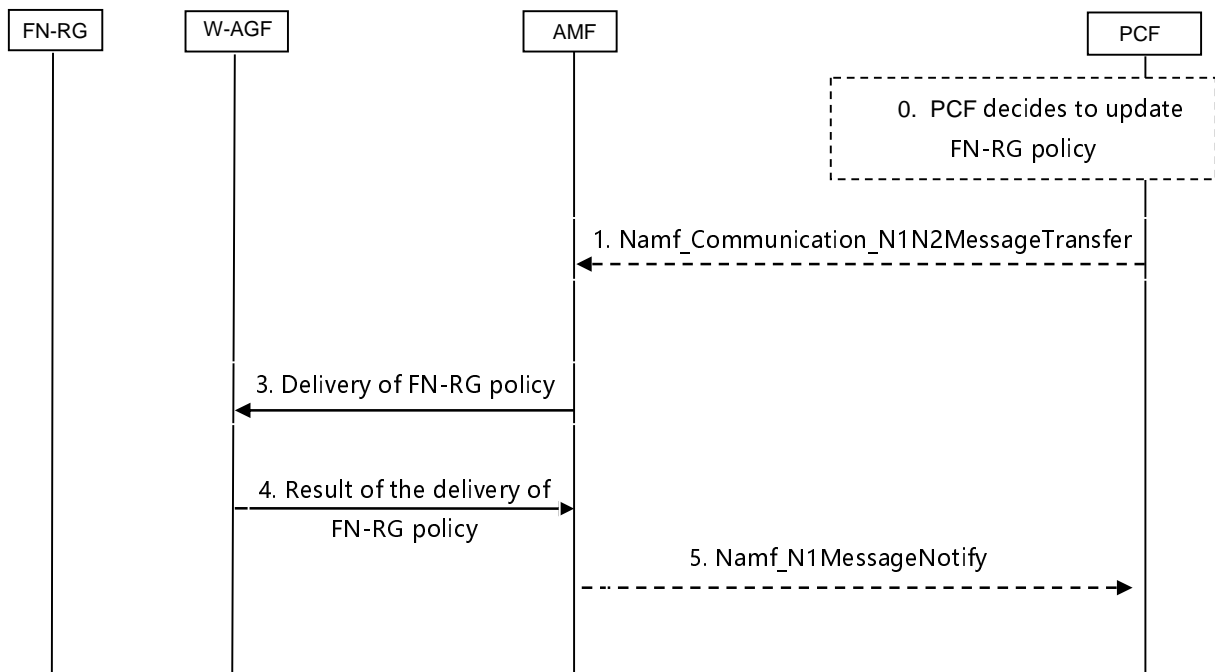 FN-RG
W-AGF
AMF
PCF
0. PCF decides to update
FN-RG policy
1. Namf_Communication_N1N2MessageTransfer
3. Delivery of FN-RG policy
4. Result of the delivery of
FN-RG policy
5. Namf_N1MessageNotify